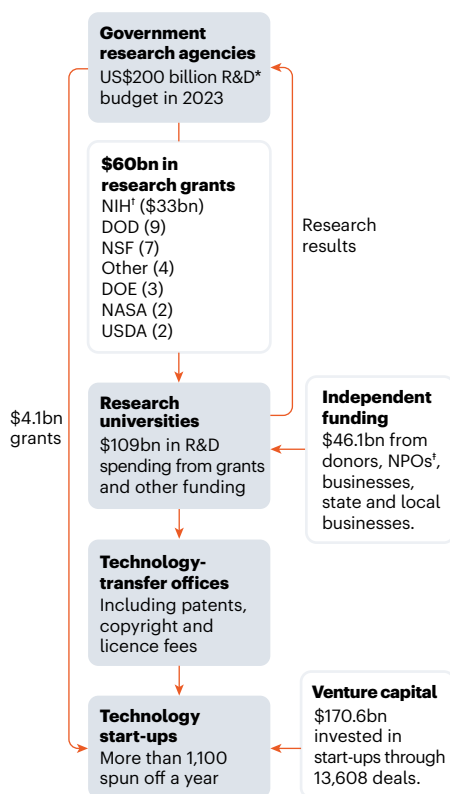 Government
research agencies
US$200 billion R&D*
budget in 2023
$60bn in
research grants
NIH† ($33bn)
DOD (9)
NSF (7)
Other (4)
DOE (3)
NASA (2)
USDA (2)
Research
results
$4.1bn
grants
Research
universities
$109bn in R&D
spending from grants
and other funding
Independent
funding
$46.1bn from
donors, NPOs‡,
businesses,
state and local
businesses.
Technology-
transfer offices
Including patents,
copyright and
licence fees
Technology
start-ups
More than 1,100
spun off a year
Venture capital
$170.6bn
invested in
start-ups through
13,608 deals.